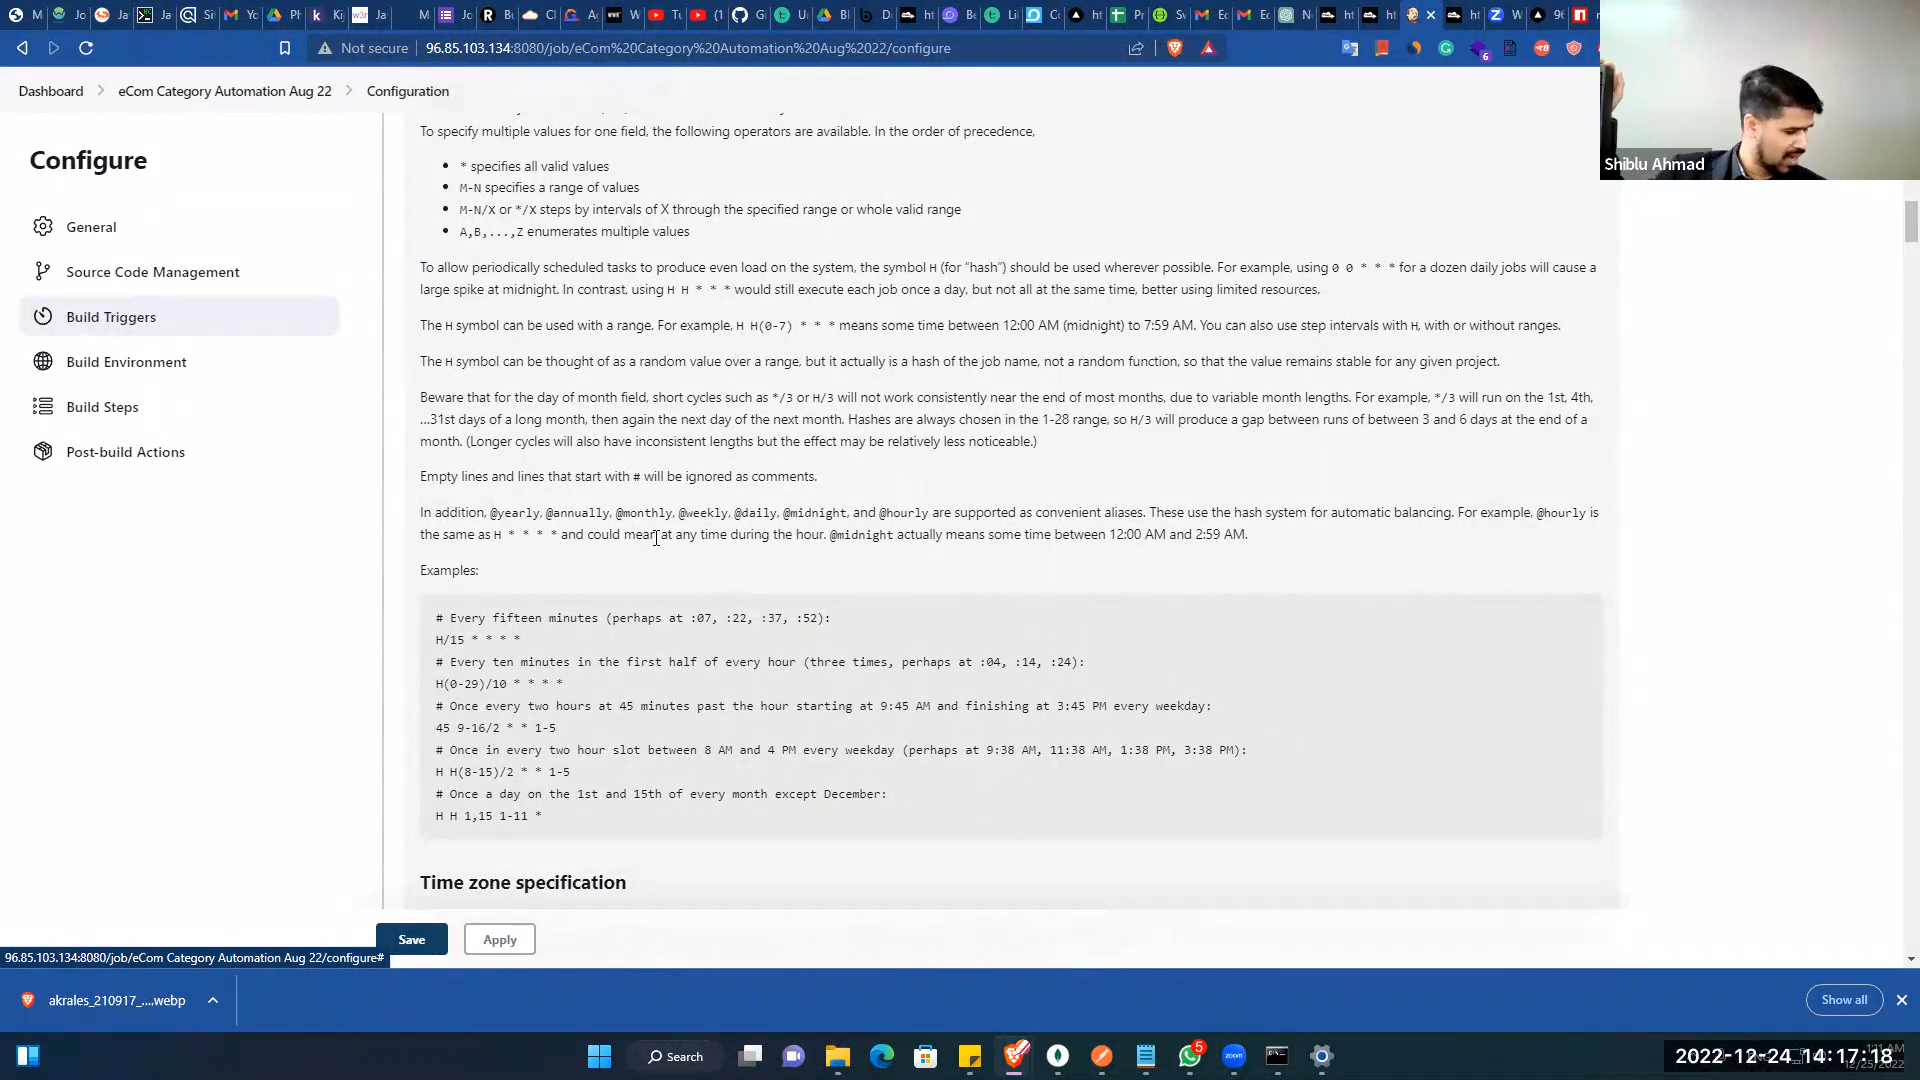 Not secure
96.85.103.134:8080/job/eCom%20Category%20Automation%20Aug%2022/configure
6
Shiblu Ahmad
Dashboard
eCom Category Automation Aug 22
Configuration
Configure
General
Source Code Management
Build Triggers
Build Environment
Build Steps
Post-build Actions
To specify multiple values for one field, the following operators are available. In the order of precedence,
* specifies all valid values
M-N specifies a range of values
M-N/X or */X steps by intervals of X through the specified range or whole valid range
A,B,...,Z enumerates multiple values
To allow periodically scheduled tasks to produce even load on the system, the symbol H (for “hash”) should be used wherever possible. For example, using 0 0 * * * for a dozen daily jobs will cause a
large spike at midnight. In contrast, using H H * * * would still execute each job once a day, but not all at the same time, better using limited resources.
The H symbol can be used with a range. For example, H H(0-7) * * * means some time between 12:00 AM (midnight) to 7:59 AM. You can also use step intervals with H, with or without ranges.
The H symbol can be thought of as a random value over a range, but it actually is a hash of the job name, not a random function, so that the value remains stable for any given project.
Beware that for the day of month field, short cycles such as */3 or H/3 will not work consistently near the end of most months, due to variable month lengths. For example, */3 will run on the 1st, 4th,
…31st days of a long month, then again the next day of the next month. Hashes are always chosen in the 1-28 range, so H/3 will produce a gap between runs of between 3 and 6 days at the end of a
month. (Longer cycles will also have inconsistent lengths but the effect may be relatively less noticeable.)
Empty lines and lines that start with # will be ignored as comments.
In addition, @yearly, @annually, @monthly, @weekly, @daily, @midnight, and @hourly are supported as convenient aliases. These use the hash system for automatic balancing. For example, @hourly is
the same as H * * * * and could mean at any time during the hour. @midnight actually means some time between 12:00 AM and 2:59 AM.
Examples:
# Every fifteen minutes (perhaps at :07, :22, :37, :52):
H/15 * * * *
# Every ten minutes in the first half of every hour (three times, perhaps at :04, :14, :24):
H(0-29)/10 * * * *
# Once every two hours at 45 minutes past the hour starting at 9:45 AM and finishing at 3:45 PM every weekday:
45 9-16/2 * * 1-5
# Once in every two hour slot between 8 AM and 4 PM every weekday (perhaps at 9:38 AM, 11:38 AM, 1:38 PM, 3:38 PM):
H H(8-15)/2 * * 1-5
# Once a day on the 1st and 15th of every month except December:
H H 1,15 1-11 *
Time zone specification
Save
Apply
96.85.103.134:8080/job/eCom Category Automation Aug 22/configure#
akrales_210917_....webp
Show all
Search
5
zoom
2022-12-24 14:17:18
12/25/2022